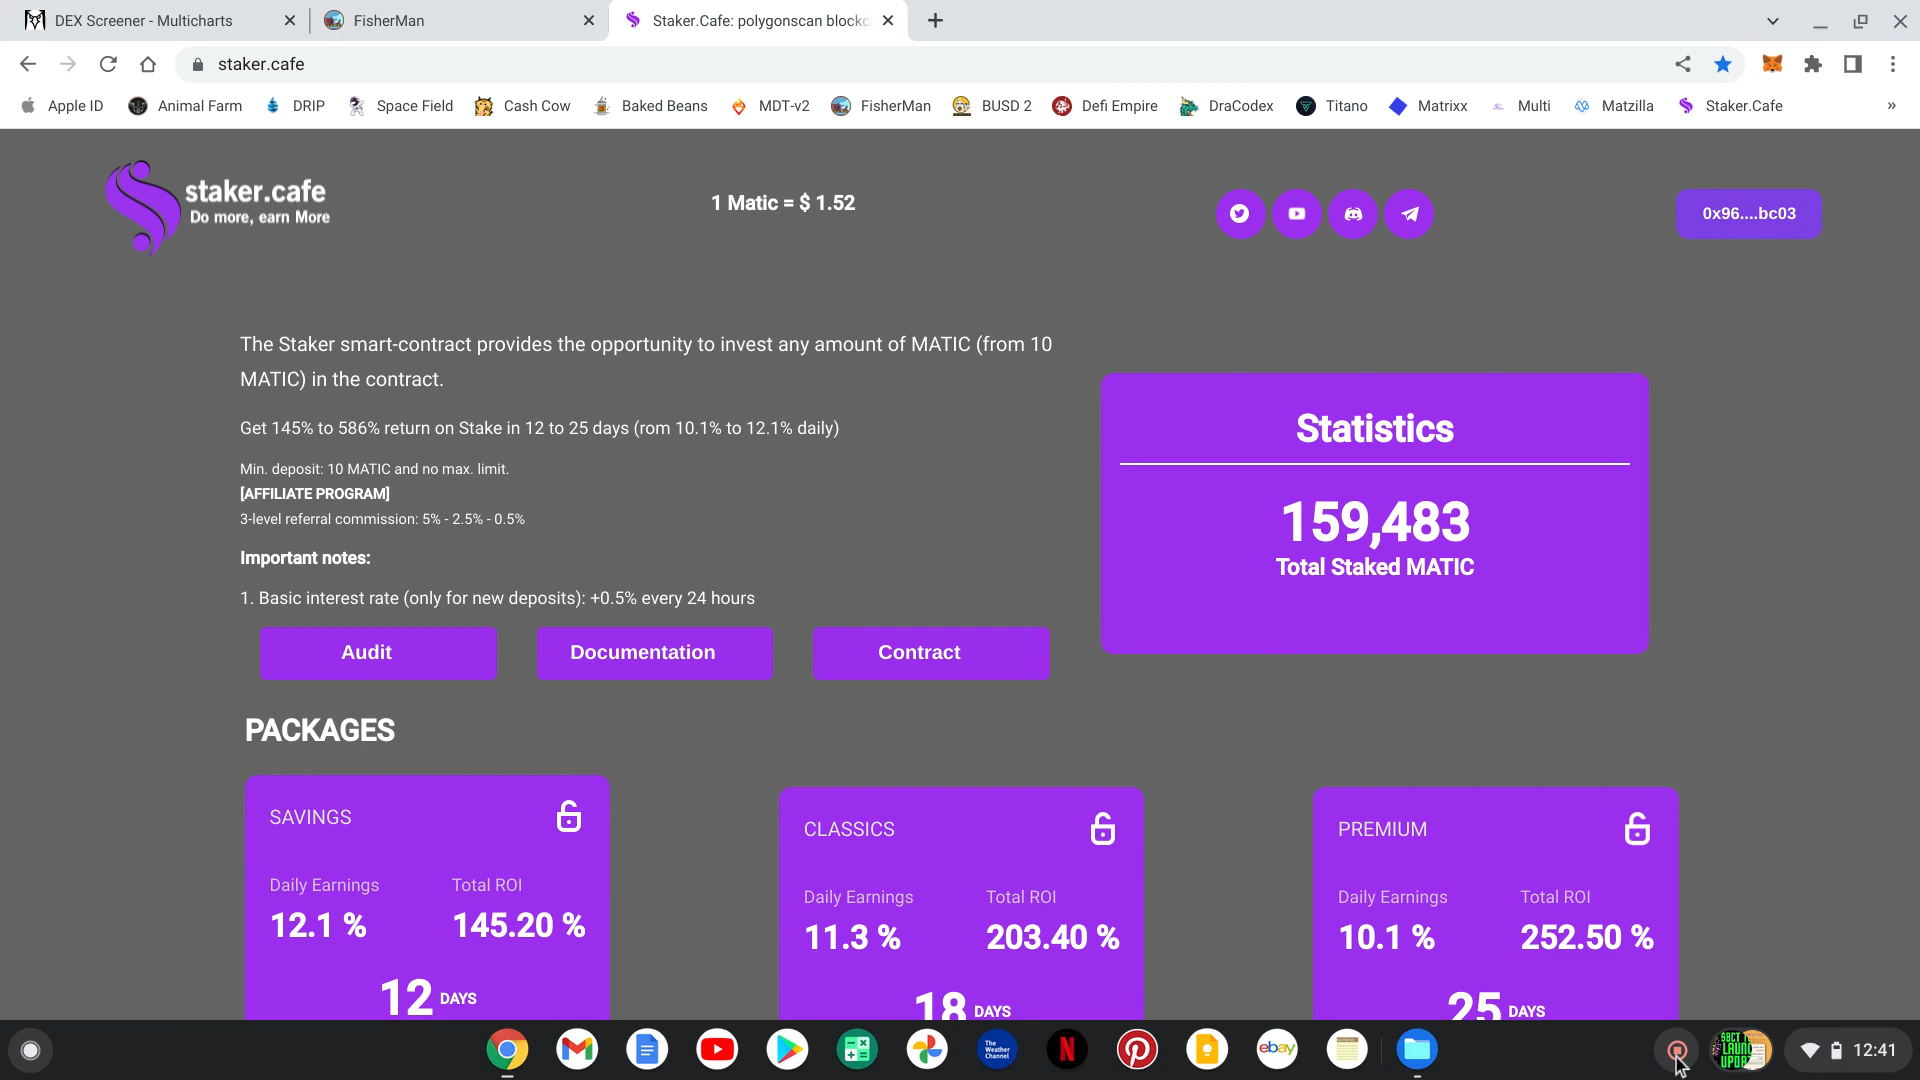 DEX Screener - Multicharts
FisherMan
Staker.Cafe: polygonscan blockc
staker.cafe
Apple ID
Animal Farm
DRIP
Space Field
Cash Cow
Baked Beans
MDT-v2
FisherMan
BUSD 2
Defi Empire
DraCodex
Titano
Matrixx
Multi
Matzilla
Staker.Cafe
»
staker.cafe
Do more, earn More
1 Matic = $ 1.52
0x96....bc03
The Staker smart-contract provides the opportunity to invest any amount of MATIC (from 10
MATIC) in the contract.
Get 145% to 586% return on Stake in 12 to 25 days (rom 10.1% to 12.1% daily)
Min. deposit: 10 MATIC and no max. limit.
[AFFILIATE PROGRAM]
3-level referral commission: 5% - 2.5% - 0.5%
Important notes:
1. Basic interest rate (only for new deposits): +0.5% every 24 hours
Audit
Documentation
Contract
Statistics
159,483
Total Staked MATIC
PACKAGES
SAVINGS
Daily Earnings
Total ROI
12.1 %
145.20 %
12 DAYS
CLASSICS
Daily Earnings
Total ROI
11.3 %
203.40 %
18 DAYS
PREMIUM
Daily Earnings
Total ROI
10.1 %
252.50 %
25 DAYS
The
Weather
Channel
N
ebay
$BCT
LAUN
UPD
12:41